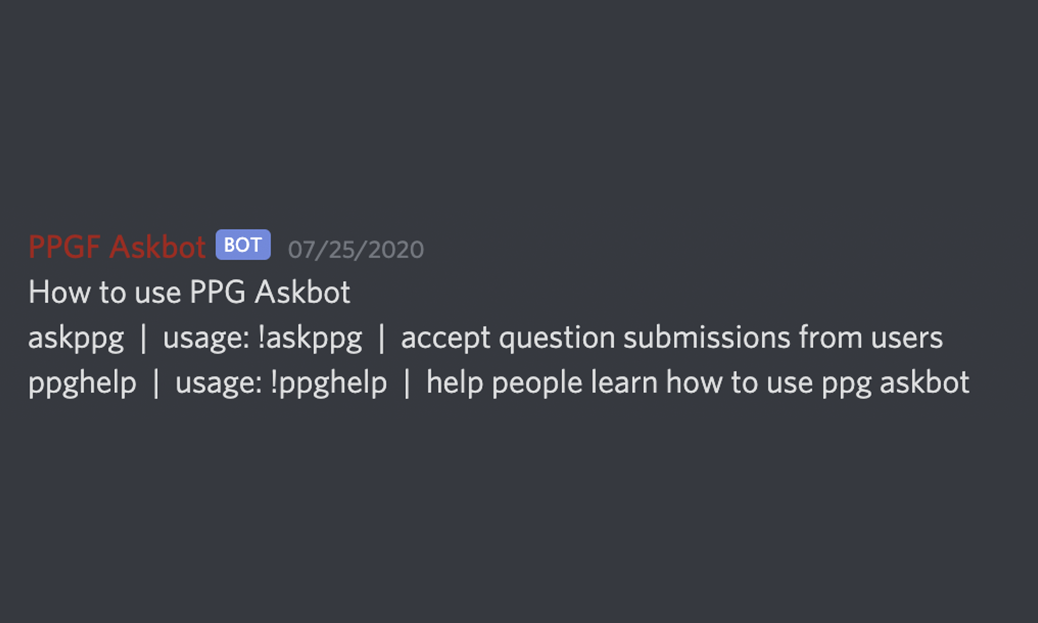 PPGF Askbot BOT 07/25/2020
How to use PPG Askbot
askppg | usage: !askppg | accept question submissions from users
ppghelp | usage: !ppghelp | help people learn how to use ppg askbot